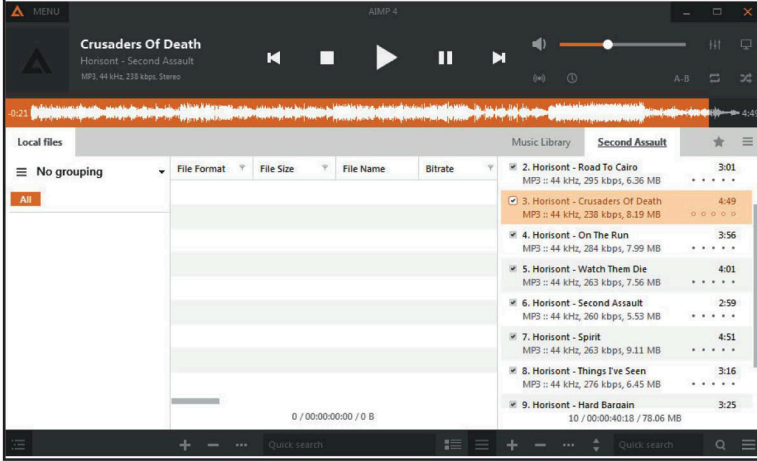 MENU
AIMP 4
Crusaders Of Death
Horisont - Second Assault
MP3, 44 kHz, 238 kbps, Stereo
A-B
-0:21
4:49
Local files
Music Library
Second Assault
No grouping
All
File Format
File Size
File Name
Bitrate
2. Horisont - Road To Cairo 3:01
MP3 :: 44 kHz, 295 kbps, 6.36 MB
3. Horisont - Crusaders Of Death 4:49
MP3 :: 44 kHz, 238 kbps, 8.19 MB
4. Horisont - On The Run 3:56
MP3 :: 44 kHz, 284 kbps, 7.99 MB
5. Horisont - Watch Them Die 4:01
MP3 :: 44 kHz, 263 kbps, 7.56 MB
6. Horisont - Second Assault 2:59
MP3 :: 44 kHz, 260 kbps, 5.53 MB
7. Horisont - Spirit 4:51
MP3 :: 44 kHz, 263 kbps, 9.11 MB
8. Horisont - Things I've Seen 3:16
MP3 :: 44 kHz, 276 kbps, 6.45 MB
9. Horisont - Hard Bargain 3:25
0 / 00:00:00:00 / 0 B
10 / 00:00:40:18 / 78.06 MB
Quick search
Quick search